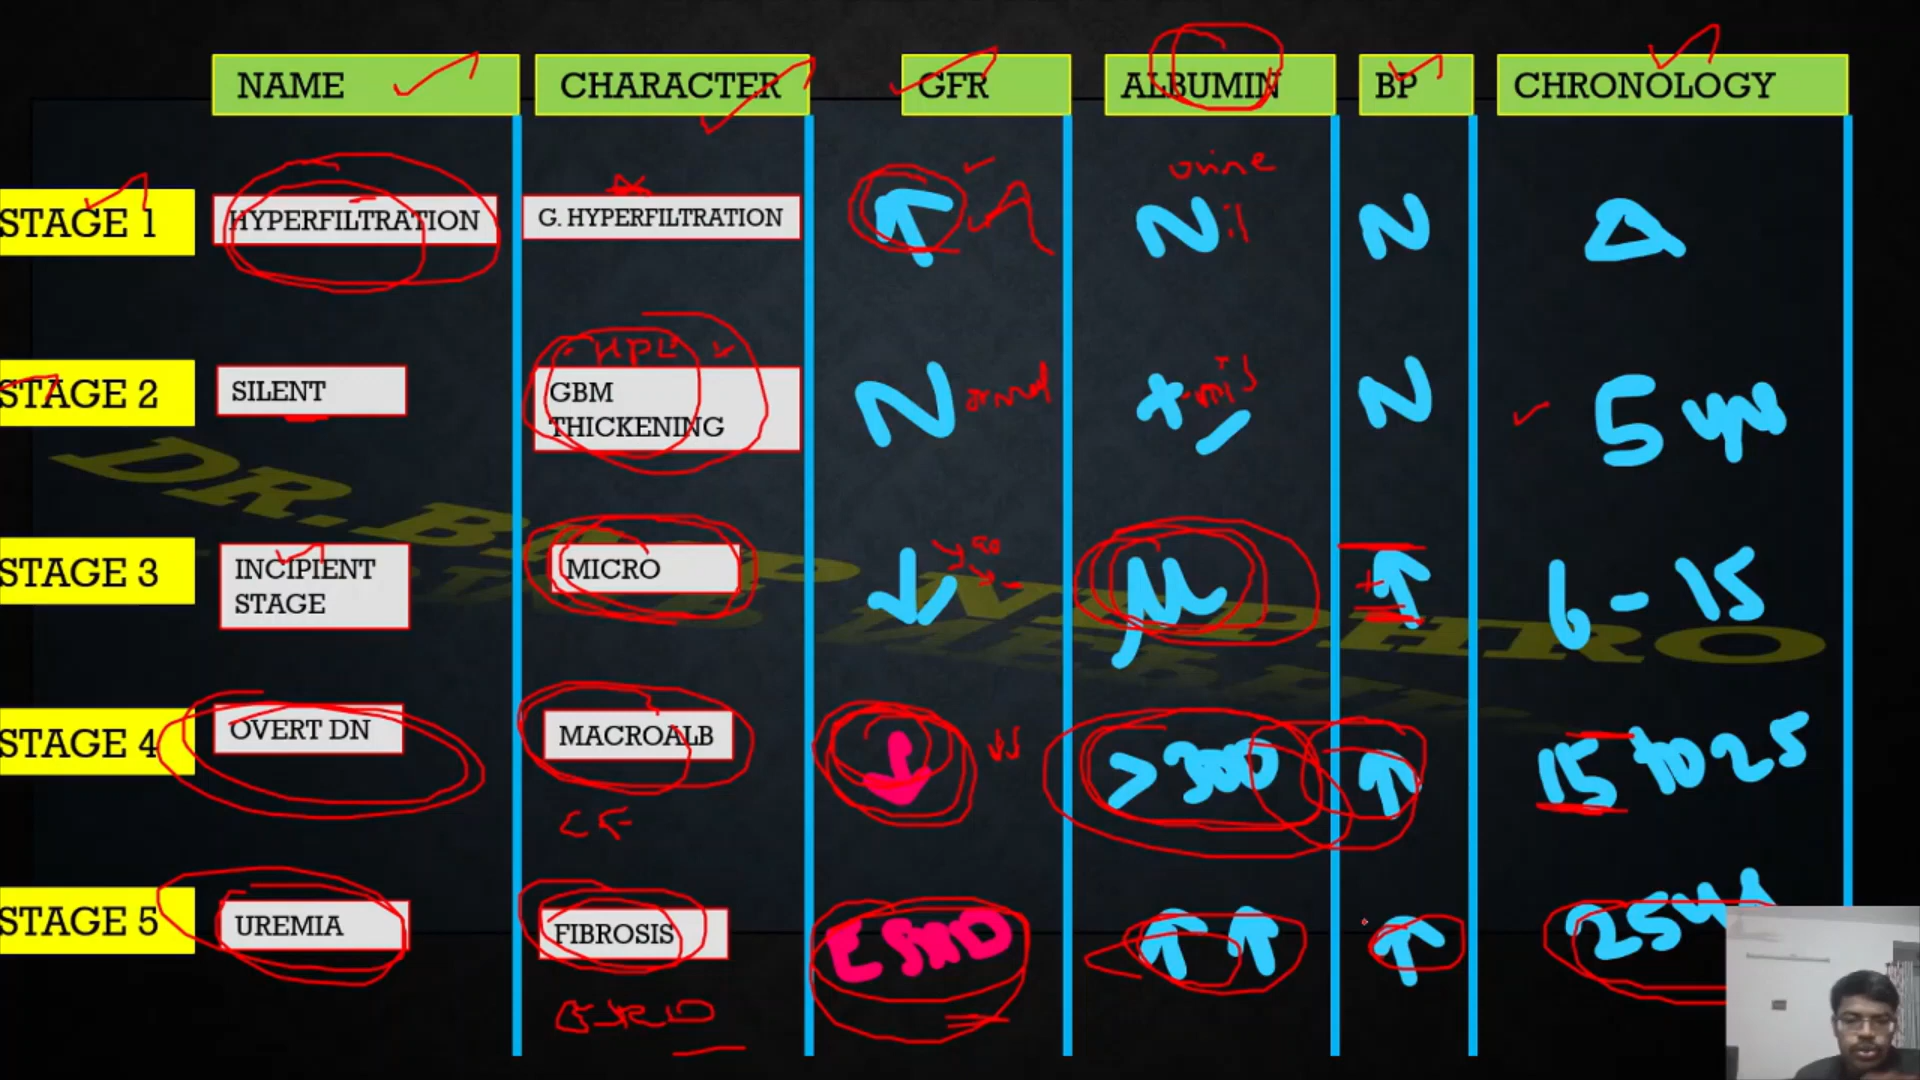 NAME CHARACTER GFR ALBUMIN BP CHRONOLOGY
urine
STAGE 1 HYPERFILTRATION G. HYPERFILTRATION ↑ Nil N Δ
STAGE 2 SILENT GBM THICKENING Normal +/- N 5 yrs
STAGE 3 INCIPIENT STAGE MICRO ↓ μ ±↑ 6-15
STAGE 4 OVERT DN MACROALB ↓ ↓↓ >300 ↑ 15 to 25
STAGE 5 UREMIA FIBROSIS ESRD ↑↑ ↑ 25 y
NEPHRO